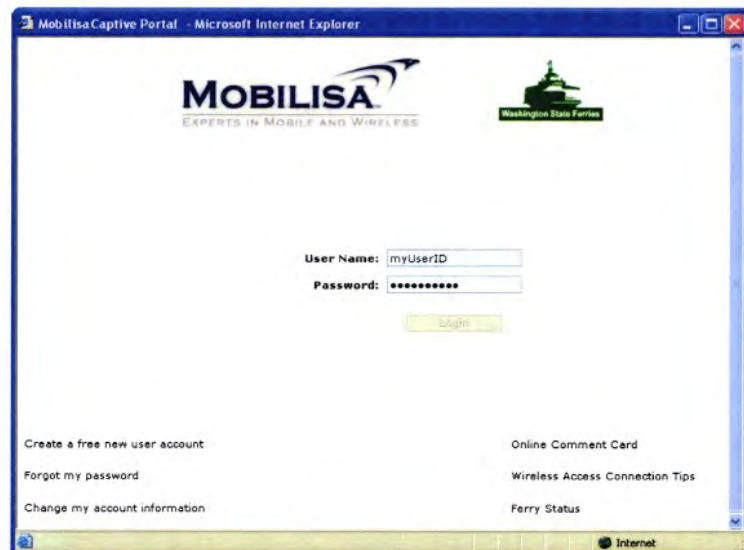 MobilisaCaptive Portal - Microsoft Internet Explorer
MOBILISA
EXPERTS IN MOBILE AND WIRELESS
Washington State Ferries
User Name: myUserID
Password: ••••••••••
Login
Create a free new user account
Online Comment Card
Forgot my password
Wireless Access Connection Tips
Change my account information
Ferry Status
Internet